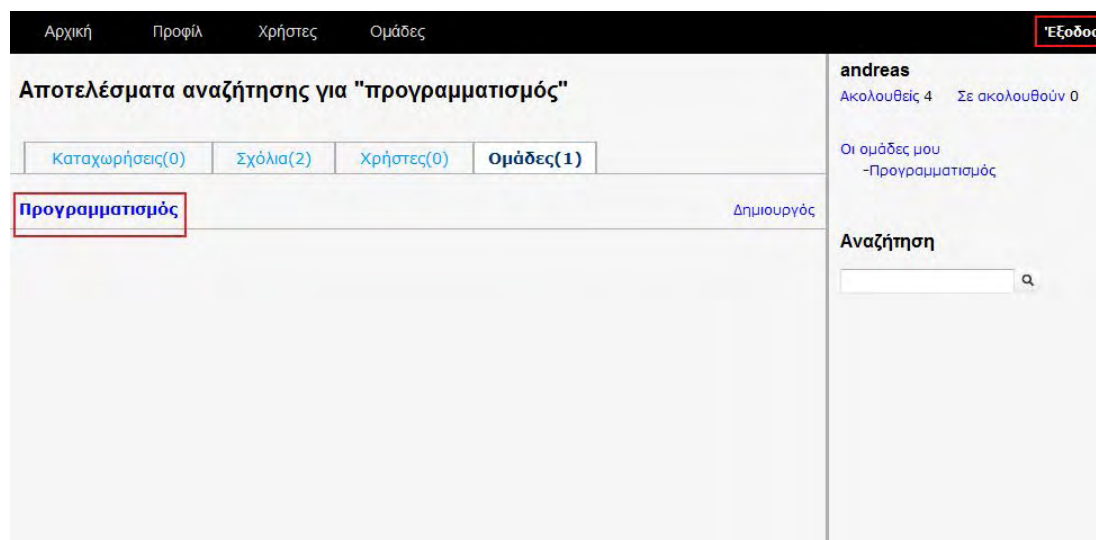 Αρχική Προφίλ Χρήστες Ομάδες Έξοδος
Αποτελέσματα αναζήτησης για "προγραμματισμός"
Καταχωρήσεις(0) Σχόλια(2) Χρήστες(0) Ομάδες(1)
Προγραμματισμός Δημιουργός
andreas
Ακολουθείς 4 Σε ακολουθούν 0
Οι ομάδες μου
-Προγραμματισμός
Αναζήτηση